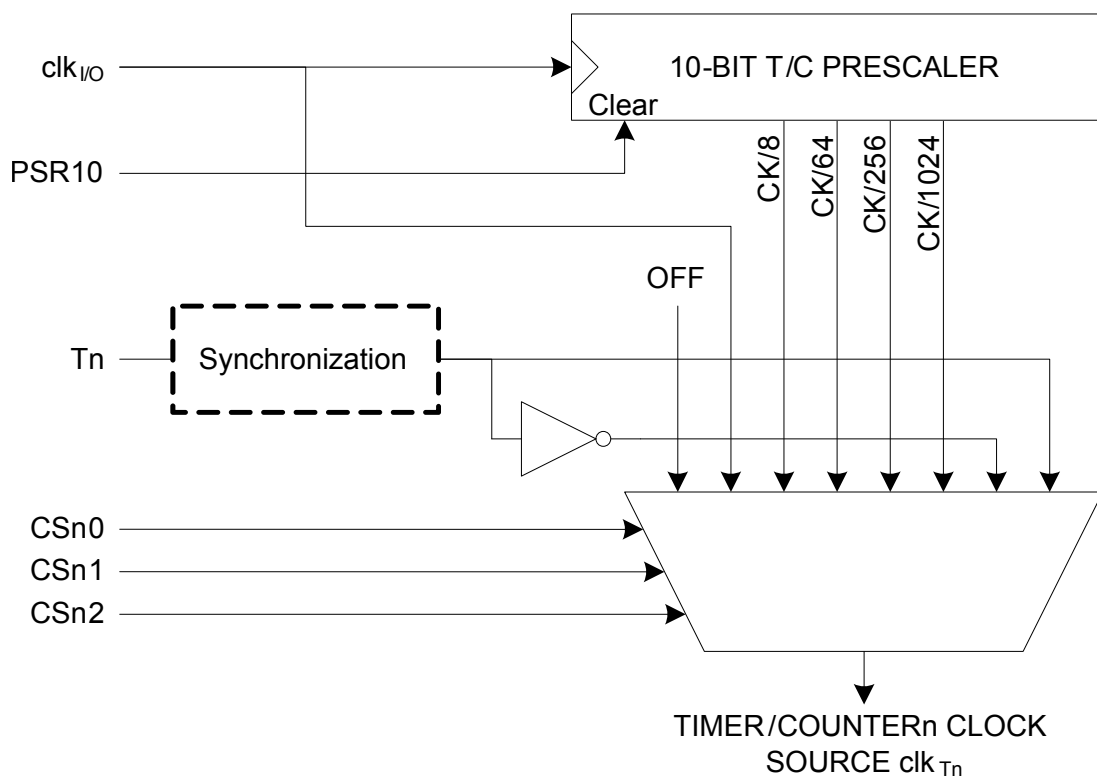 clkI/O
10-BIT T/C PRESCALER
Clear
PSR10
CK/8
CK/64
CK/256
CK/1024
OFF
Tn
Synchronization
CSn0
CSn1
CSn2
TIMER/COUNTERn CLOCK
SOURCE clkTn